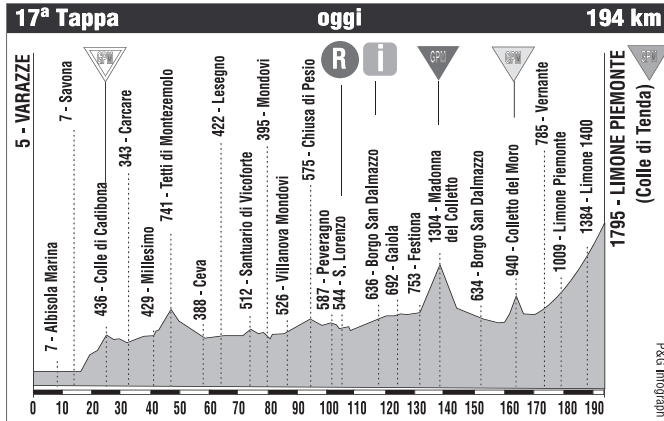 17ª Tappa oggi 194 km
5 - VARAZZE
7 - Albisola Marina
7 - Savona
GPM
436 - Colle di Cadibona
343 - Carcare
429 - Millesimo
741 - Tetti di Montezemolo
388 - Ceva
422 - Lesegno
512 - Santuario di Vicoforte
395 - Mondovì
526 - Villanova Mondovì
575 - Chiusa di Pesio
587 - Peveragno
R
544 - S. Lorenzo
i
636 - Borgo San Dalmazzo
692 - Gaiola
753 - Festiona
GPM
1304 - Madonna
del Colletto
634 - Borgo San Dalmazzo
GPM
940 - Colletto del Moro
785 - Vernante
1009 - Limone Piemonte
1384 - Limone 1400
1795 - LIMONE PIEMONTE
(Colle di Tenda)
GPM
0 10 20 30 40 50 60 70 80 90 100 110 120 130 140 150 160 170 180 190
P&G Infograph